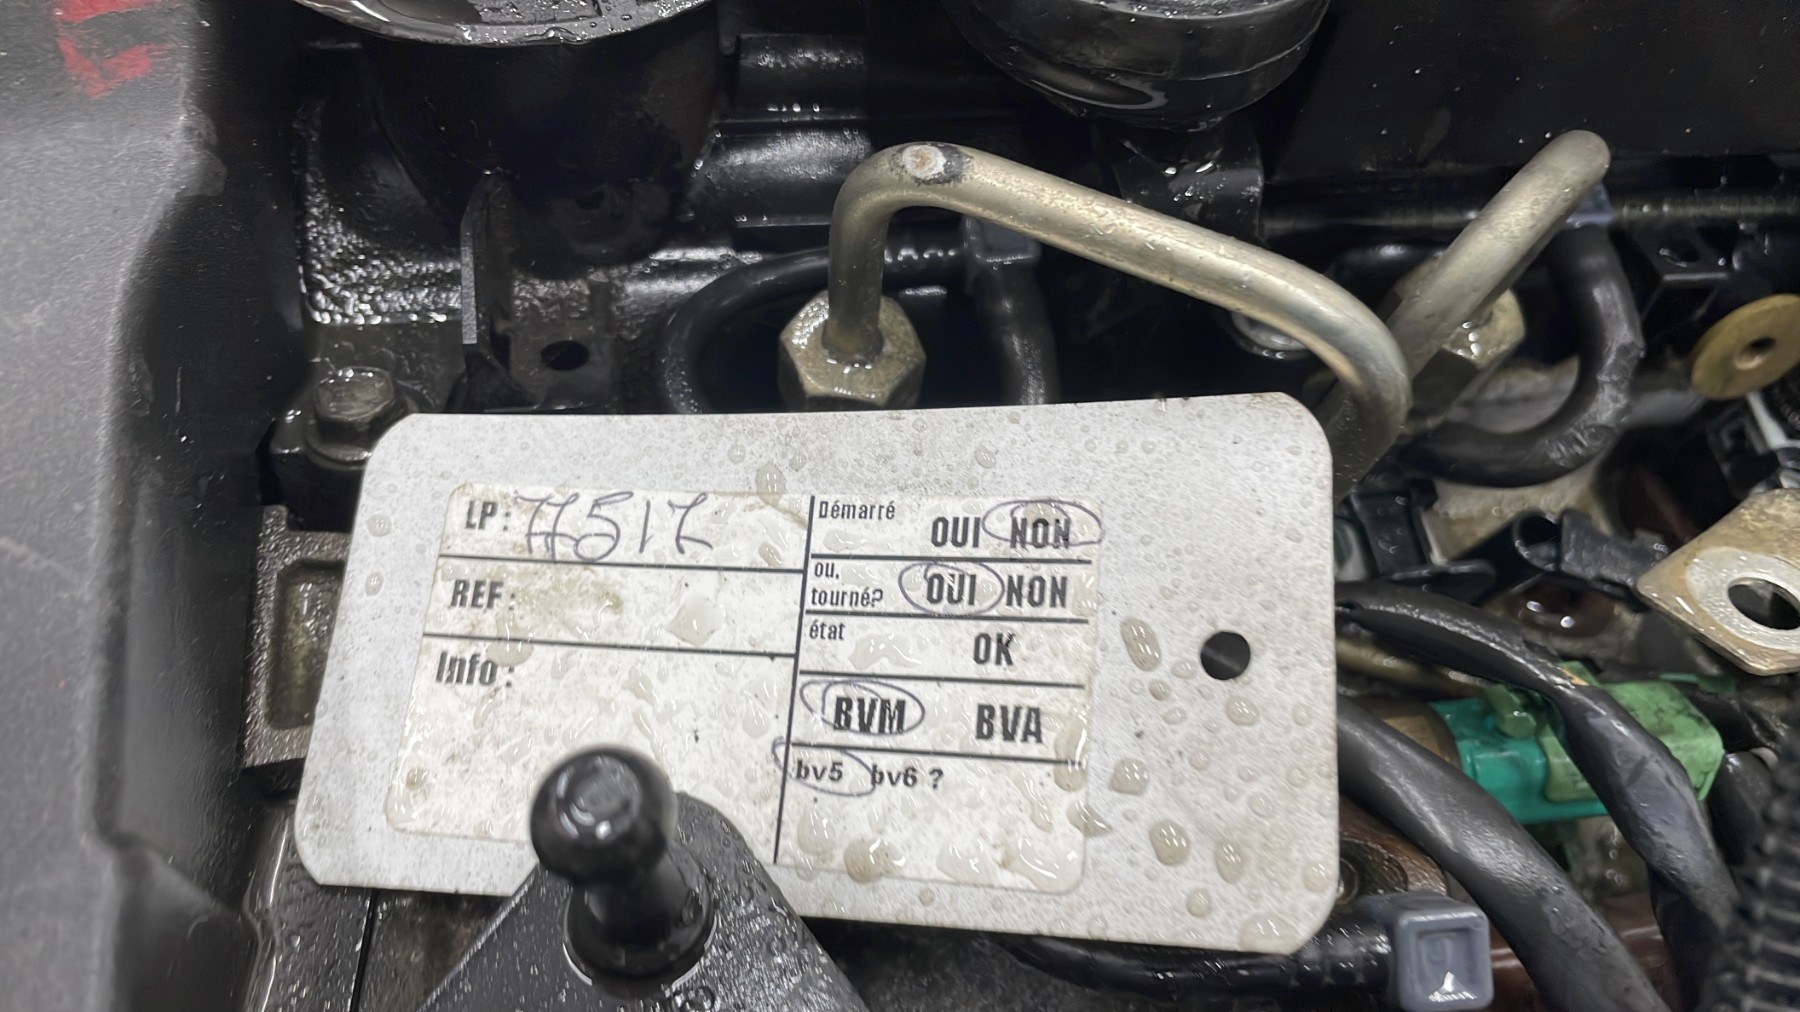 LP: 77517
REF:
Info:
Démarré OUI NON
ou, tourné? OUI NON
état OK
BVM BVA
bv5 bv6 ?